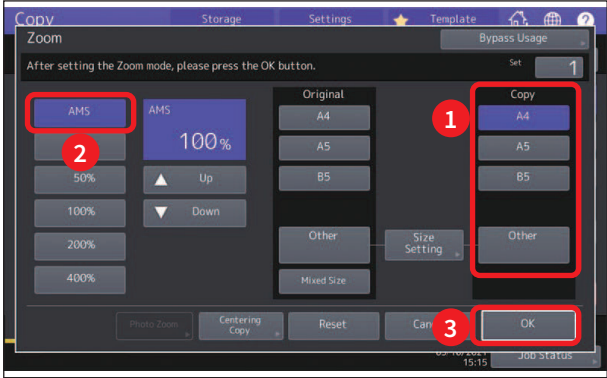 Copy Storage Settings Template
Zoom Bypass Usage
After setting the Zoom mode, please press the OK button. Set 1
Original Copy
AMS AMS A4 1 A4
100%
2 A5 A5
50% Up B5 B5
100% Down
200% Other Size Setting Other
400% Mixed Size
Photo Zoom Centering Copy Reset 3 OK
15:15 Job Status